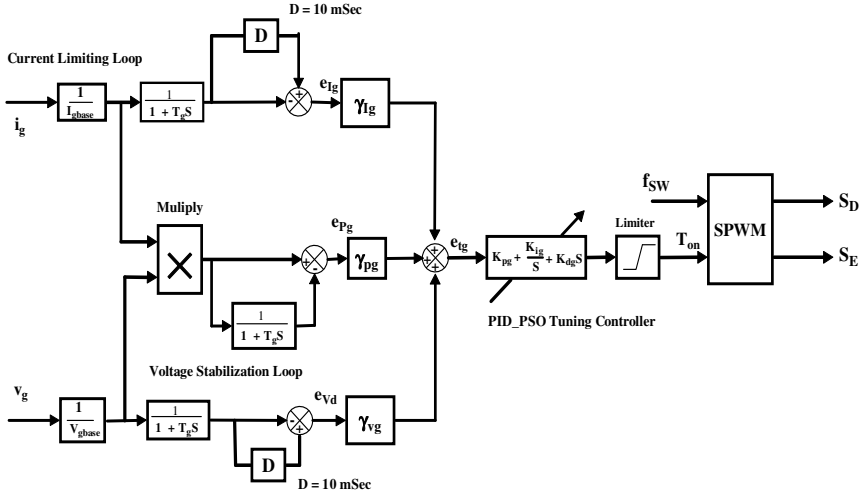 D = 10 mSec
D
Current Limiting Loop
1
I_gbase
1
1 + T_gS
- +
e_Ig
γ_Ig
i_g
Muliply
×
e_Pg
+ -
γ_pg
1
1 + T_gS
+
+ +
+
e_tg
K_pg + K_ig/S + K_dgS
PID_PSO Tuning Controller
Limiter
f_SW
T_on
SPWM
S_D
S_E
Voltage Stabilization Loop
v_g
1
V_gbase
1
1 + T_gS
- +
e_Vd
γ_vg
D
D = 10 mSec